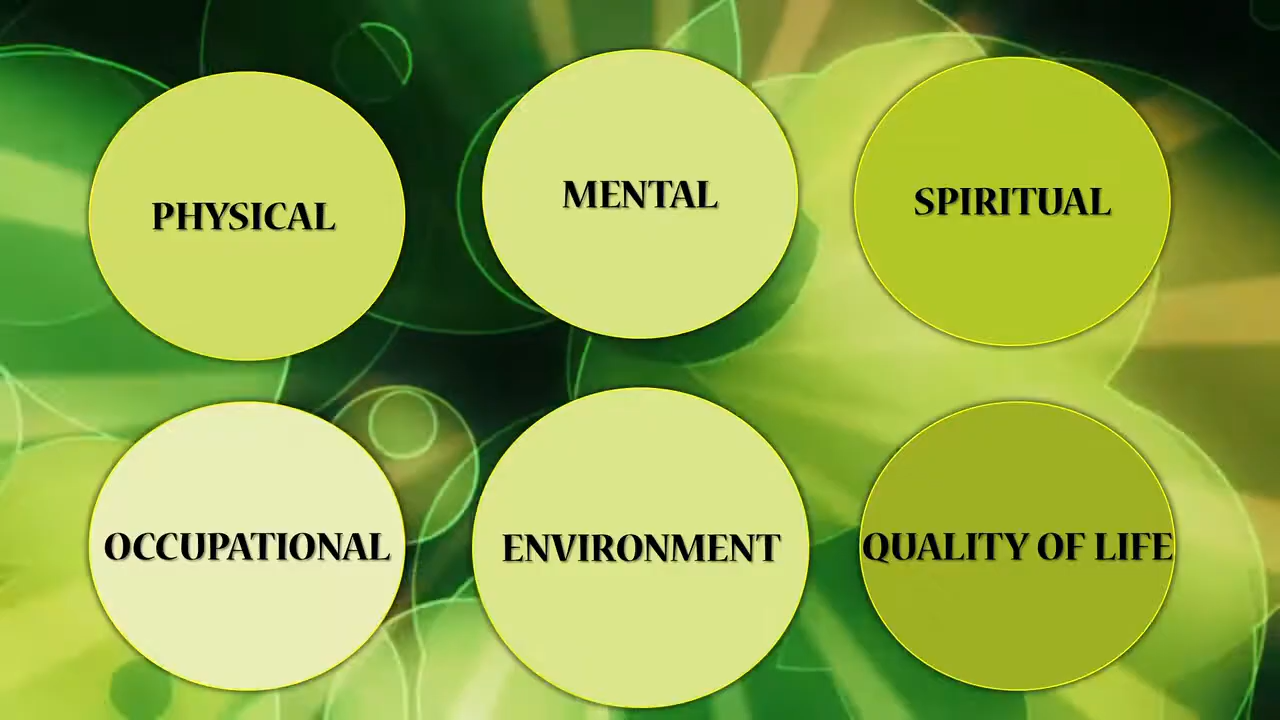 PHYSICAL
MENTAL
SPIRITUAL
OCCUPATIONAL
ENVIRONMENT
QUALITY OF LIFE